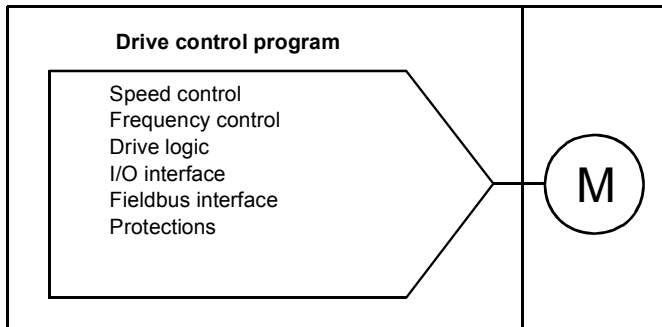 Drive control program
Speed control
Frequency control
Drive logic
I/O interface
Fieldbus interface
Protections
M